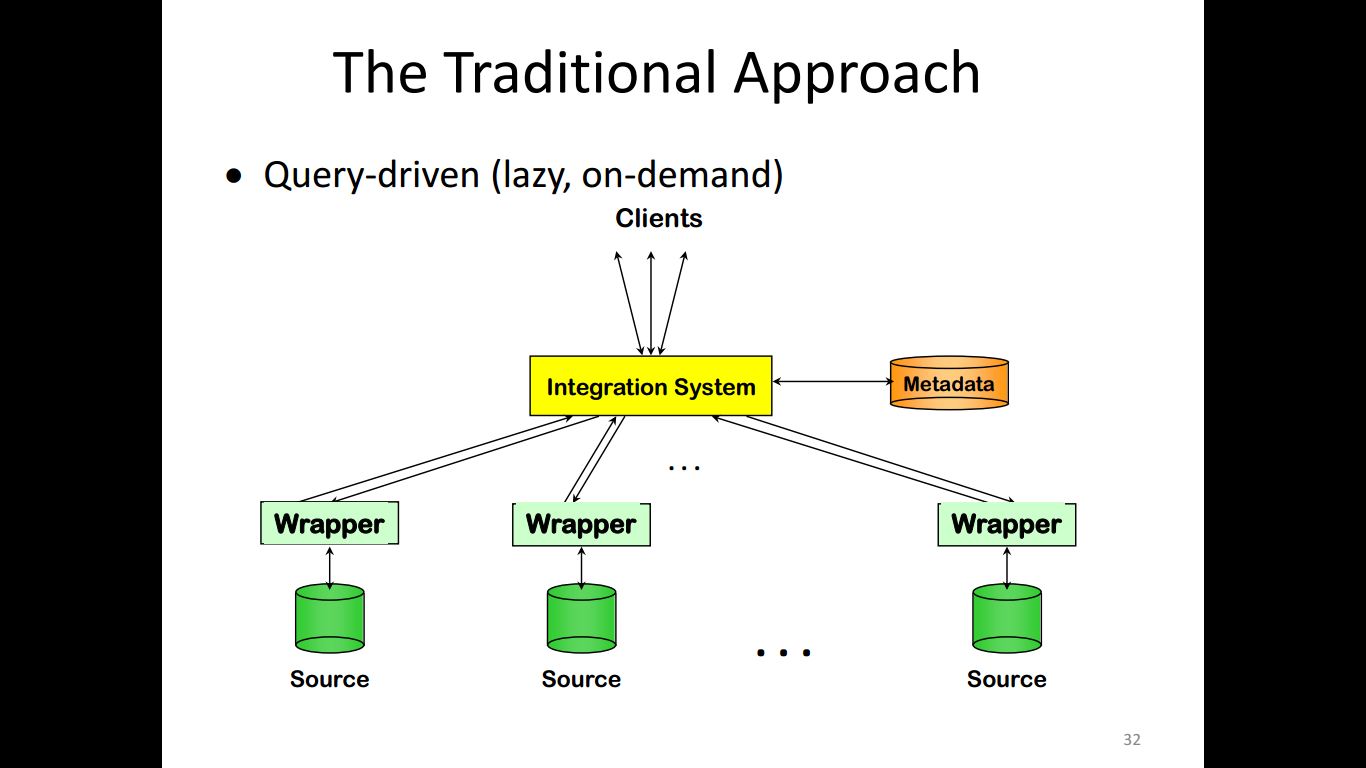 The Traditional Approach
• Query-driven (lazy, on-demand)
Clients
Integration System
Metadata
. . .
Wrapper
Wrapper
Wrapper
. . .
Source
Source
Source
32